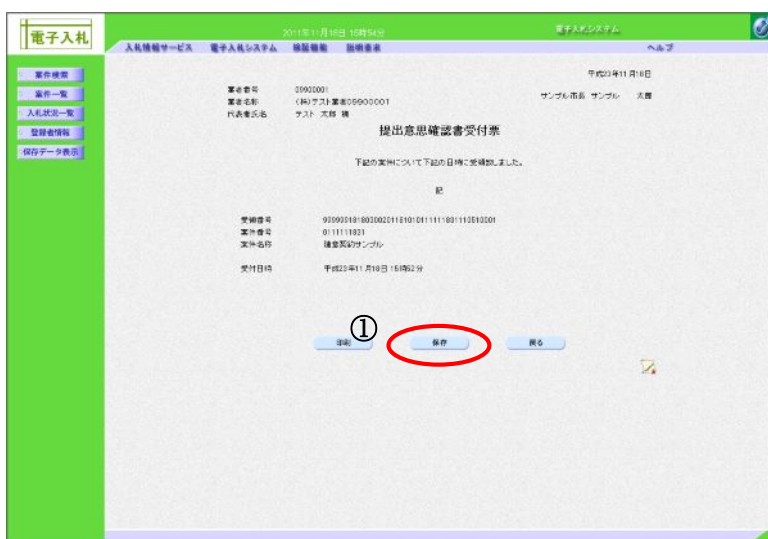 電子入札
2011年11月18日 15時54分
電子入札システム
入札情報サービス 電子入札システム 検証機能 説明要求
ヘルプ
案件検索
案件一覧
入札状況一覧
登録者情報
保存データ表示
平成23年11月18日
業者番号 09900001
業者名称 (株)テスト業者09900001
代表者氏名 テスト 太郎 様
サンプル市長 サンプル 太郎
提出意思確認書受付票
下記の案件について下記の日時に受領致しました。
記
受領番号
案件番号 0111111831
案件名称 随意契約サンプル
受付日時 平成23年11月18日 15時52分
①
印刷
保存
戻る